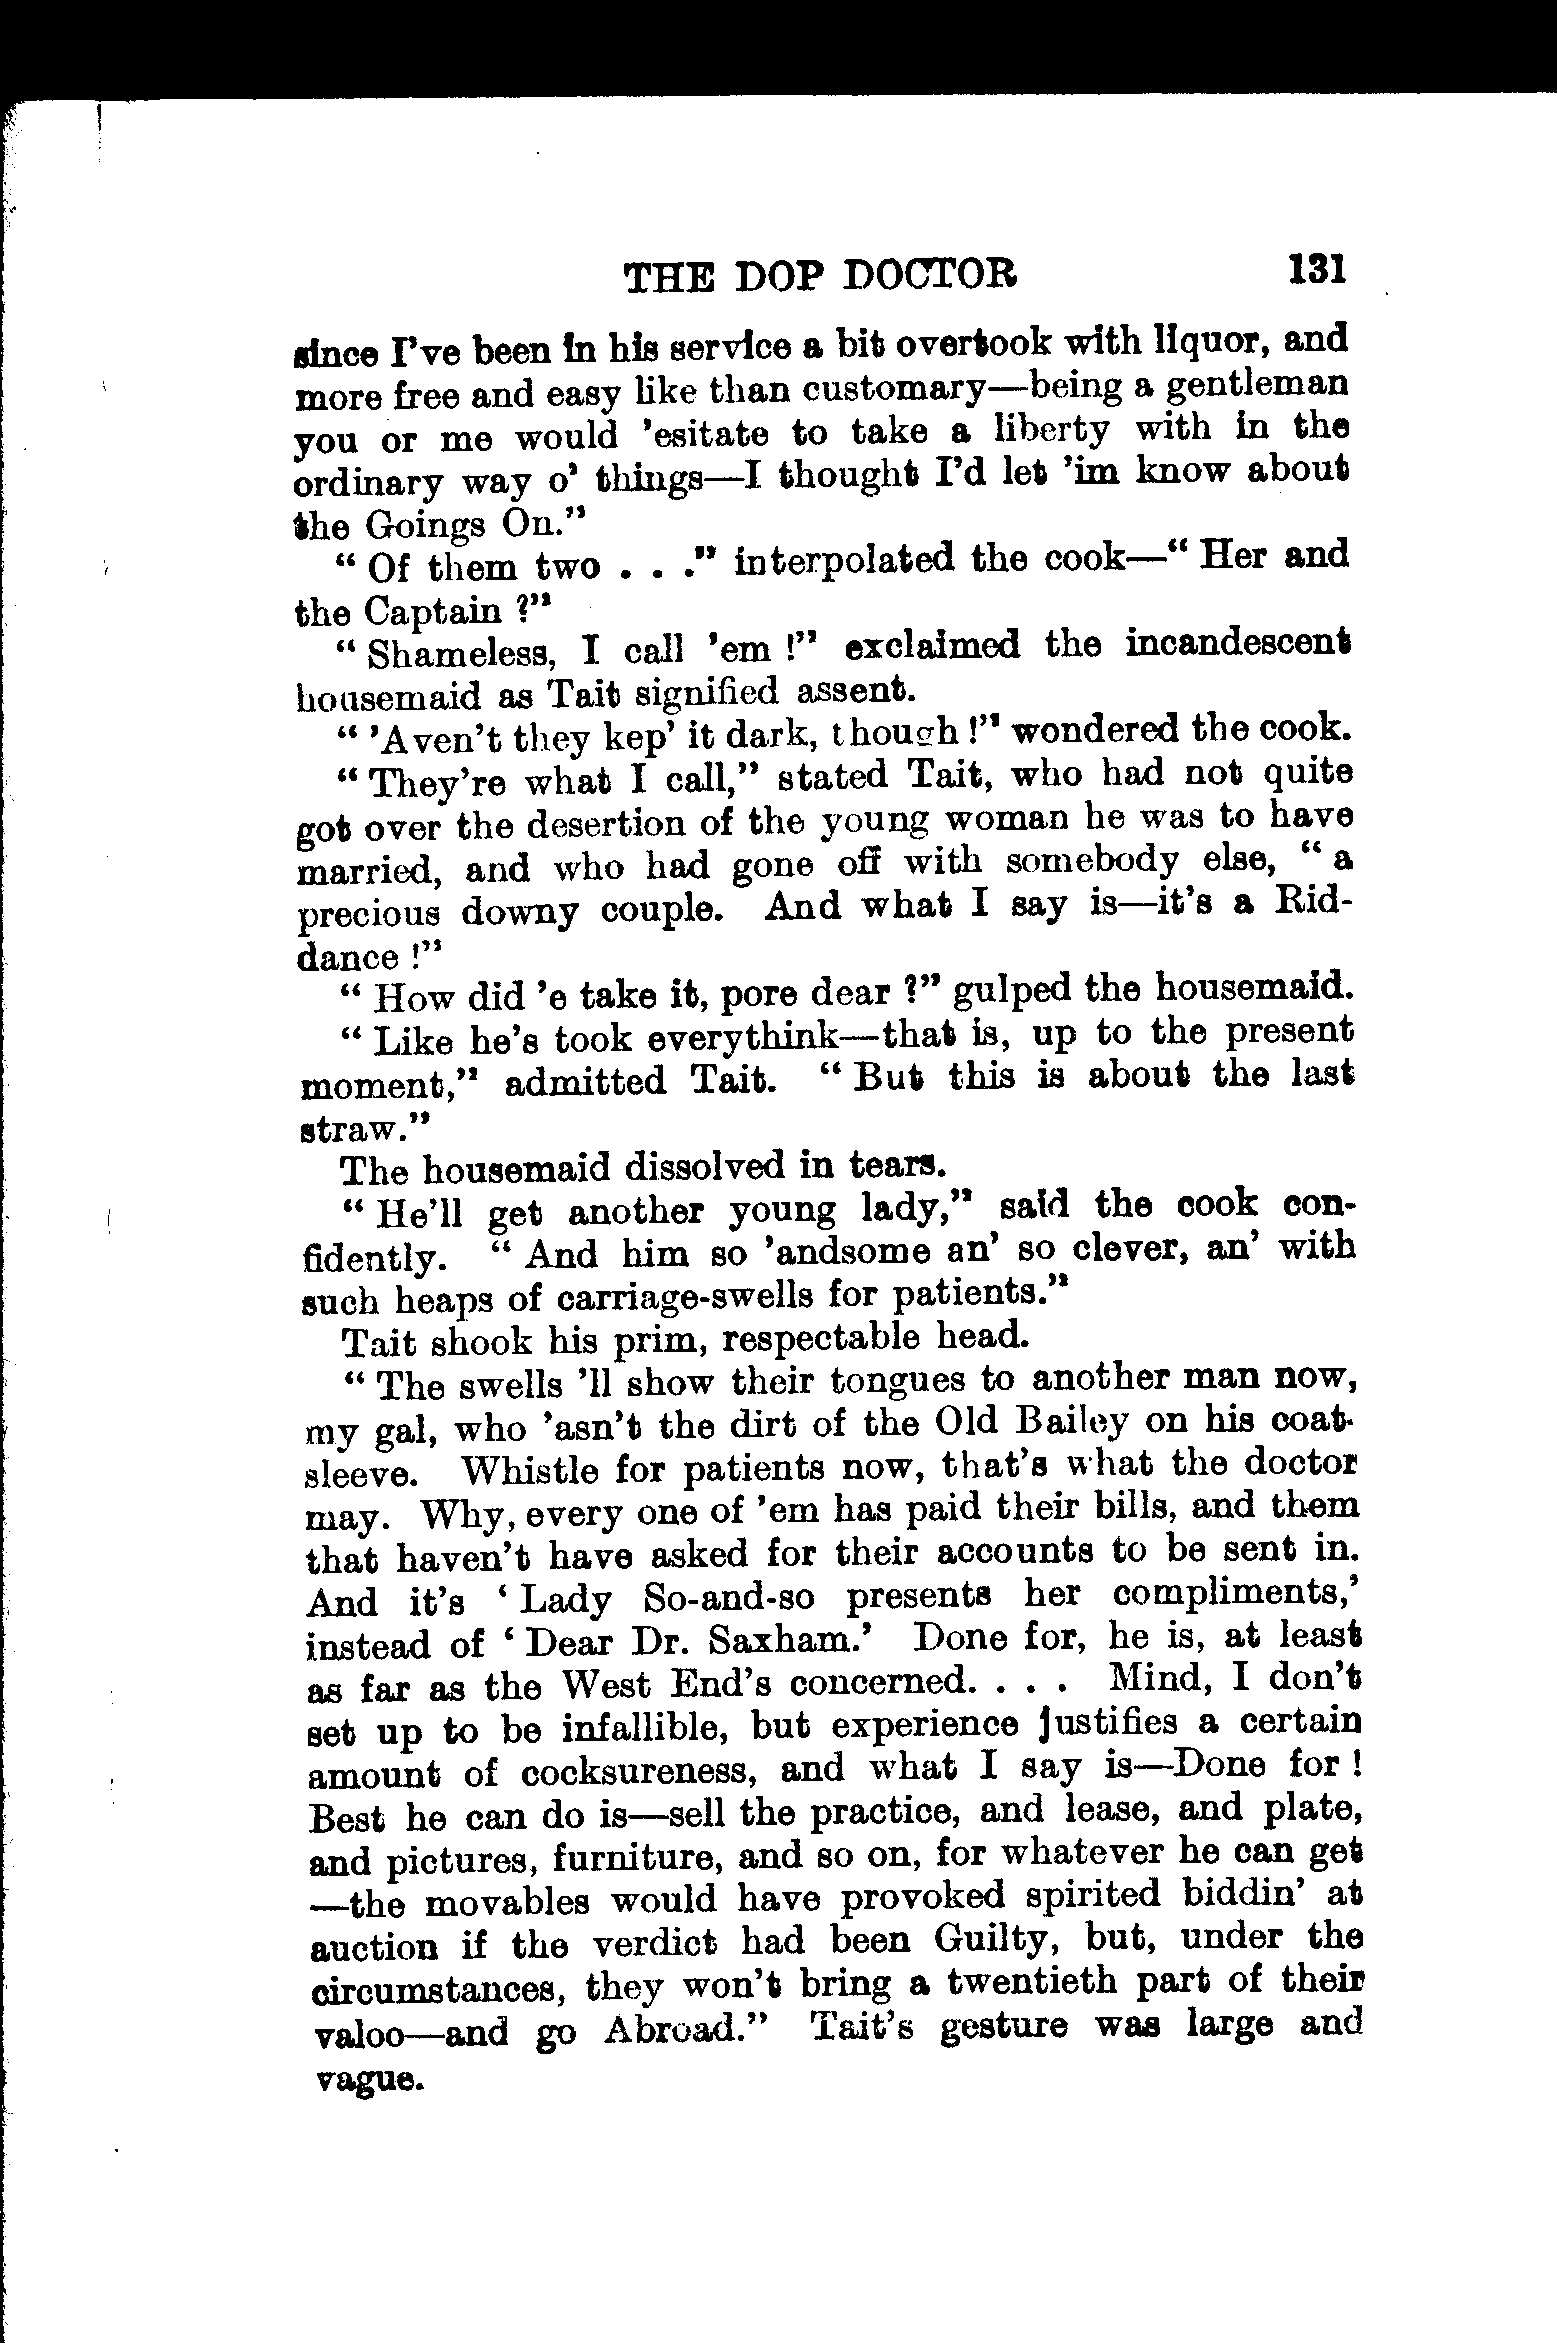 THE DOP DOCTOR 131
since I've been in his service a bit overtook with liquor, and
more free and easy like than customary—being a gentleman
you or me would 'esitate to take a liberty with in the
ordinary way o' things—I thought I'd let 'im know about
the Goings On."
" Of them two . . ." interpolated the cook—" Her and
the Captain ?"
" Shameless, I call 'em !" exclaimed the incandescent
housemaid as Tait signified assent.
" 'Aven't they kep' it dark, though !" wondered the cook.
" They're what I call," stated Tait, who had not quite
got over the desertion of the young woman he was to have
married, and who had gone off with somebody else, " a
precious downy couple. And what I say is—it's a Rid-
dance !"
" How did 'e take it, pore dear ?" gulped the housemaid.
" Like he's took everythink—that is, up to the present
moment," admitted Tait. " But this is about the last
straw."
The housemaid dissolved in tears.
" He'll get another young lady," said the cook con-
fidently. " And him so 'andsome an' so clever, an' with
such heaps of carriage-swells for patients."
Tait shook his prim, respectable head.
" The swells 'll show their tongues to another man now,
my gal, who 'asn't the dirt of the Old Bailey on his coat-
sleeve. Whistle for patients now, that's what the doctor
may. Why, every one of 'em has paid their bills, and them
that haven't have asked for their accounts to be sent in.
And it's ' Lady So-and-so presents her compliments,'
instead of ' Dear Dr. Saxham.' Done for, he is, at least
as far as the West End's concerned. . . . Mind, I don't
set up to be infallible, but experience justifies a certain
amount of cocksureness, and what I say is—Done for !
Best he can do is—sell the practice, and lease, and plate,
and pictures, furniture, and so on, for whatever he can get
—the movables would have provoked spirited biddin' at
auction if the verdict had been Guilty, but, under the
circumstances, they won't bring a twentieth part of their
valoo—and go Abroad." Tait's gesture was large and
vague.